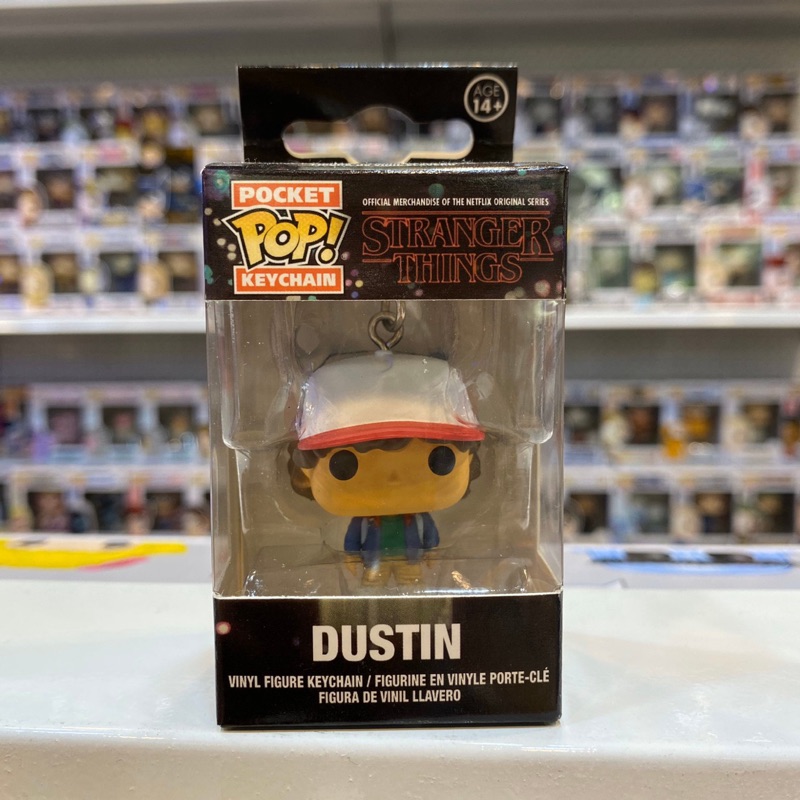 AGE
14+
POCKET
POP!
KEYCHAIN
OFFICIAL MERCHANDISE OF THE NETFLIX ORIGINAL SERIES
STRANGER
THINGS
DUSTIN
VINYL FIGURE KEYCHAIN / FIGURINE EN VINYLE PORTE-CLÉ
FIGURA DE VINIL LLAVERO